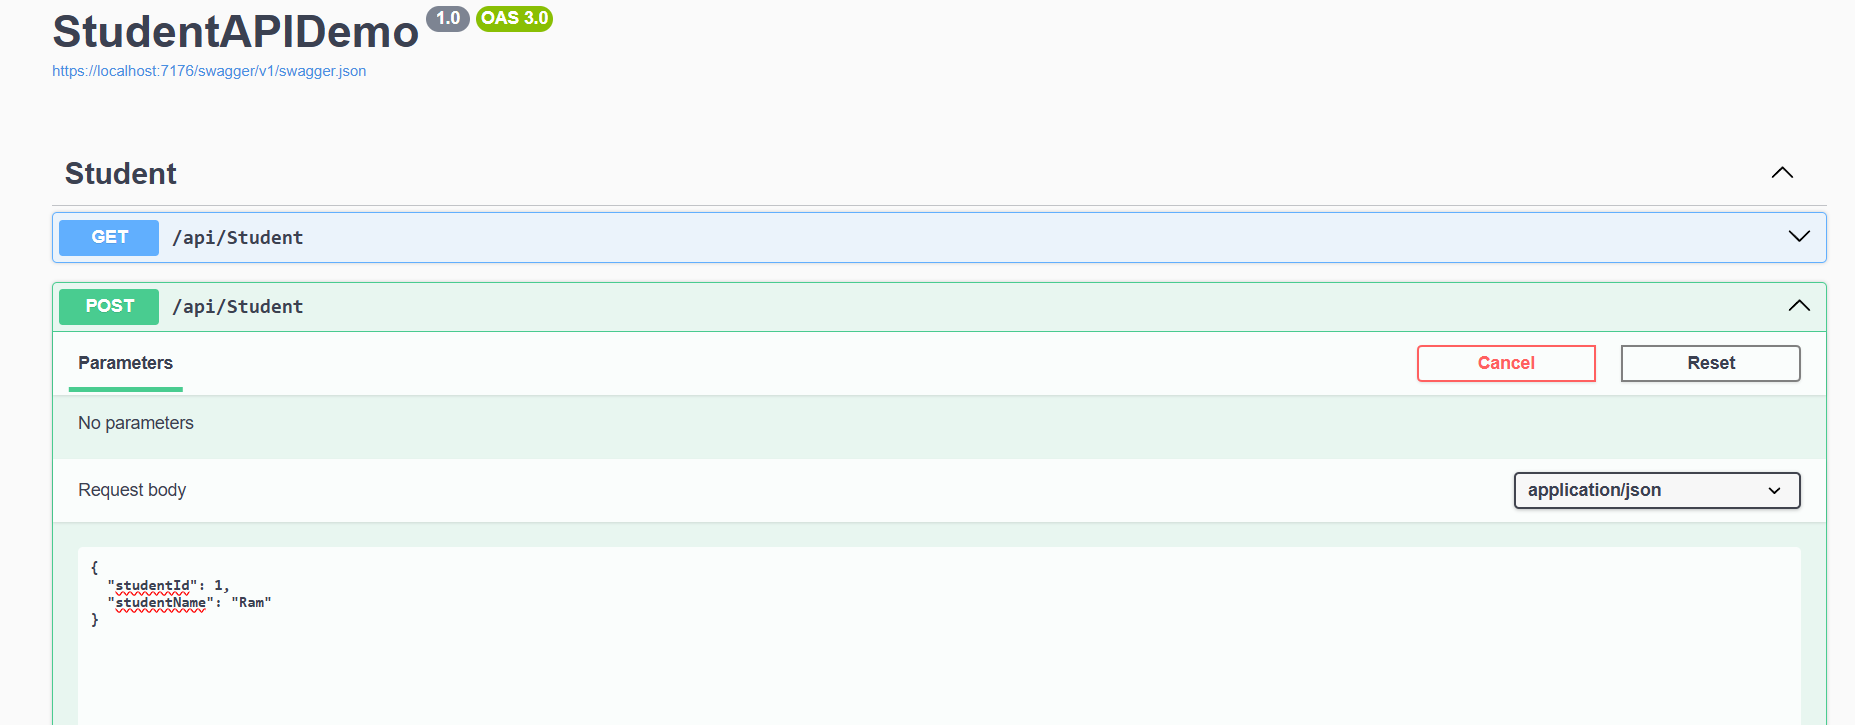 StudentAPIDemo 1.0 OAS 3.0
https://localhost:7176/swagger/v1/swagger.json
Student
GET /api/Student
POST /api/Student
Parameters Cancel Reset
No parameters
Request body application/json
{
  "studentId": 1,
  "studentName": "Ram"
}